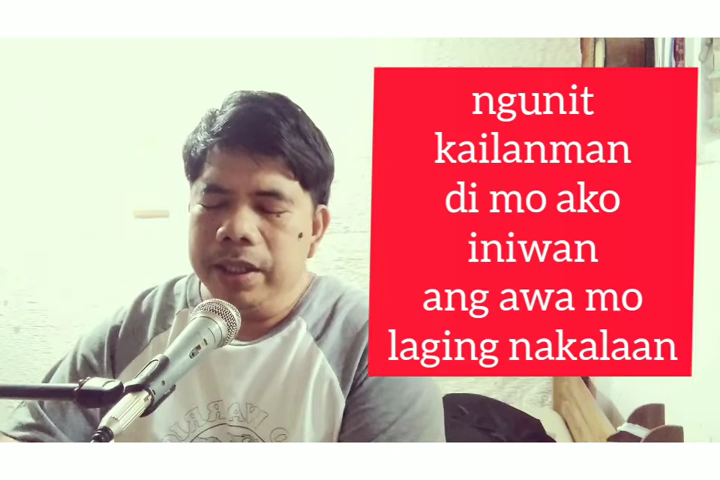 ngunit
kailanman
di mo ako
iniwan
ang awa mo
laging nakalaan